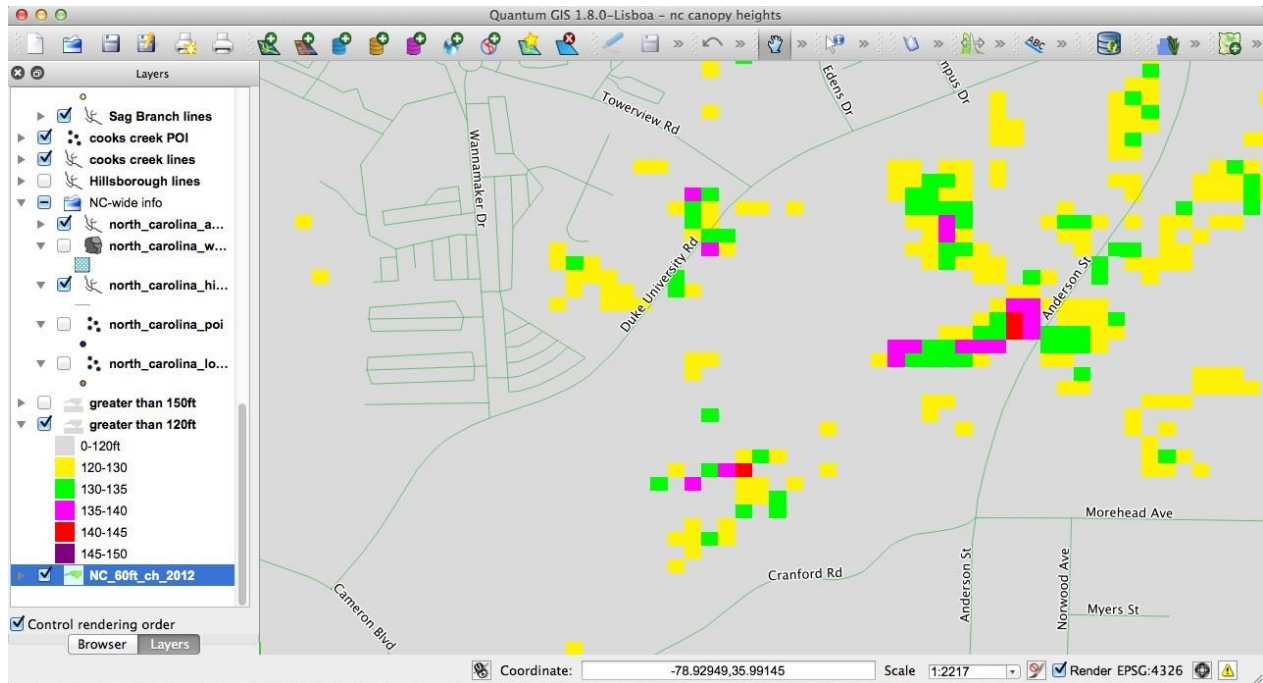 Quantum GIS 1.8.0-Lisboa - nc canopy heights
ABC
Layers
Sag Branch lines
cooks creek POI
cooks creek lines
Hillsborough lines
NC-wide info
north_carolina_a...
north_carolina_w...
north_carolina_hi...
north_carolina_poi
north_carolina_lo...
greater than 150ft
greater than 120ft
0-120ft
120-130
130-135
135-140
140-145
145-150
NC_60ft_ch_2012
Control rendering order
Browser
Layers
Towerview Rd
Edens Dr
mpus Dr
Wannamaker Dr
Duke University Rd
Anderson St
Morehead Ave
Cranford Rd
Cameron Blvd
Anderson St
Norwood Ave
Myers St
Coordinate:
-78.92949,35.99145
Scale
1:2217
Render
EPSG:4326